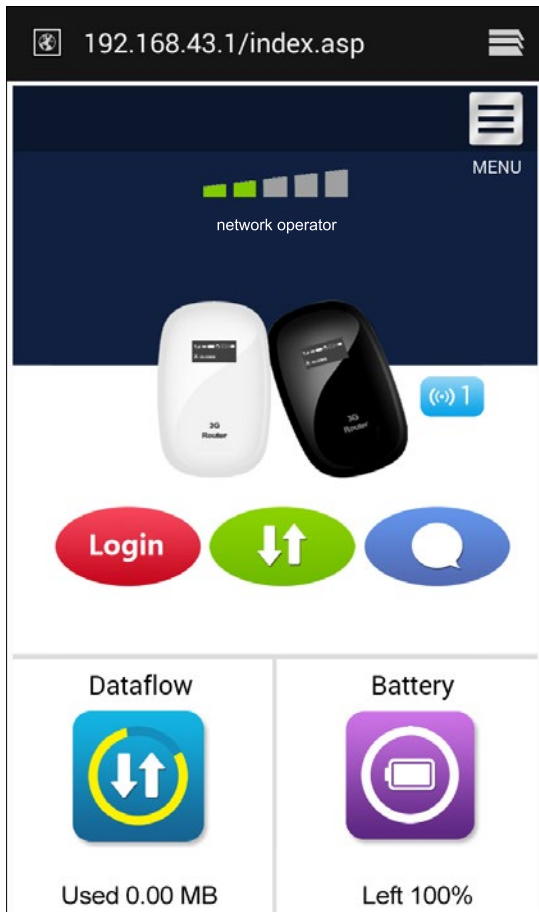 192.168.43.1/index.asp
MENU
network operator
3G
Router
3G
Router
1
Login
Dataflow
Battery
Used 0.00 MB
Left 100%